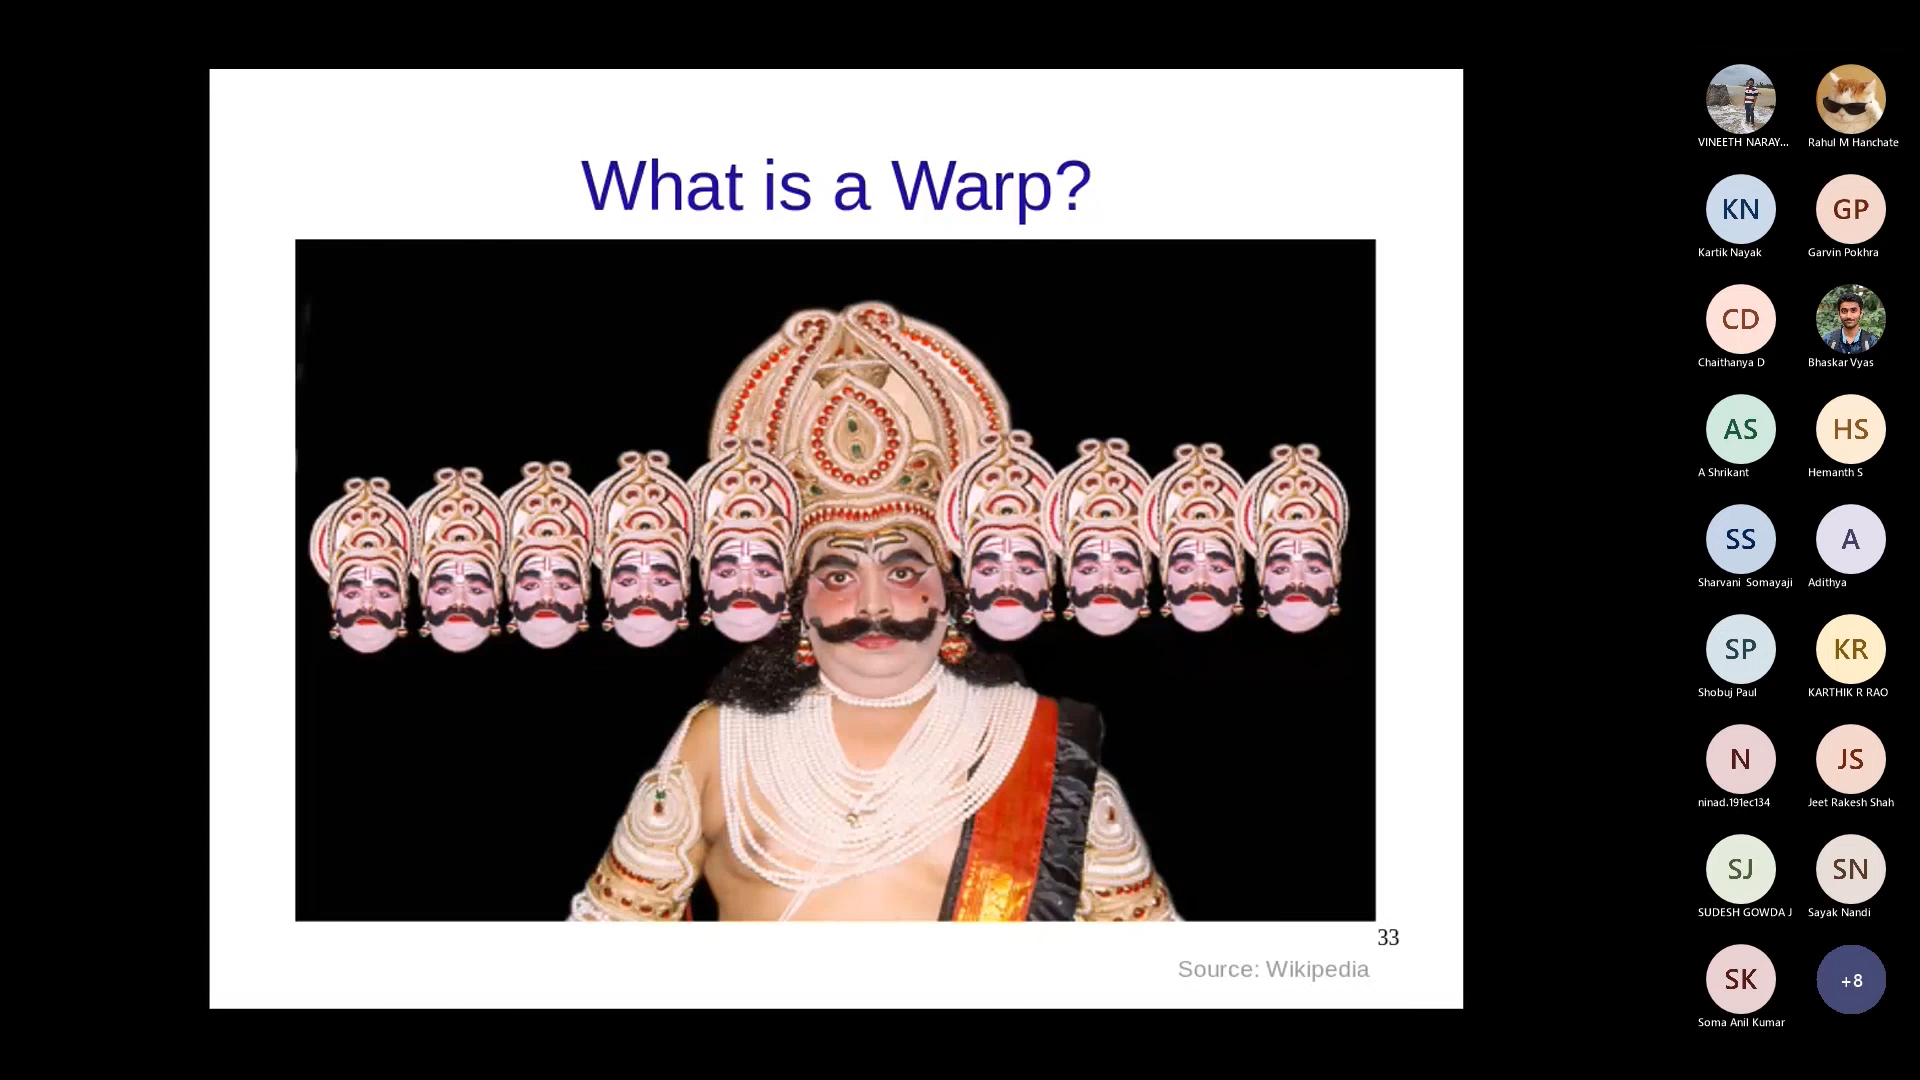 What is a Warp?
33
Source: Wikipedia
VINEETH NARAY...
Rahul M Hanchate
KN
GP
Kartik Nayak
Garvin Pokhra
CD
Chaithanya D
Bhaskar Vyas
AS
HS
A Shrikant
Hemanth S
SS
A
Sharvani Somayaji
Adithya
SP
KR
Shobuj Paul
KARTHIK R RAO
N
JS
ninad.191ec134
Jeet Rakesh Shah
SJ
SN
SUDESH GOWDA J
Sayak Nandi
SK
+8
Soma Anil Kumar